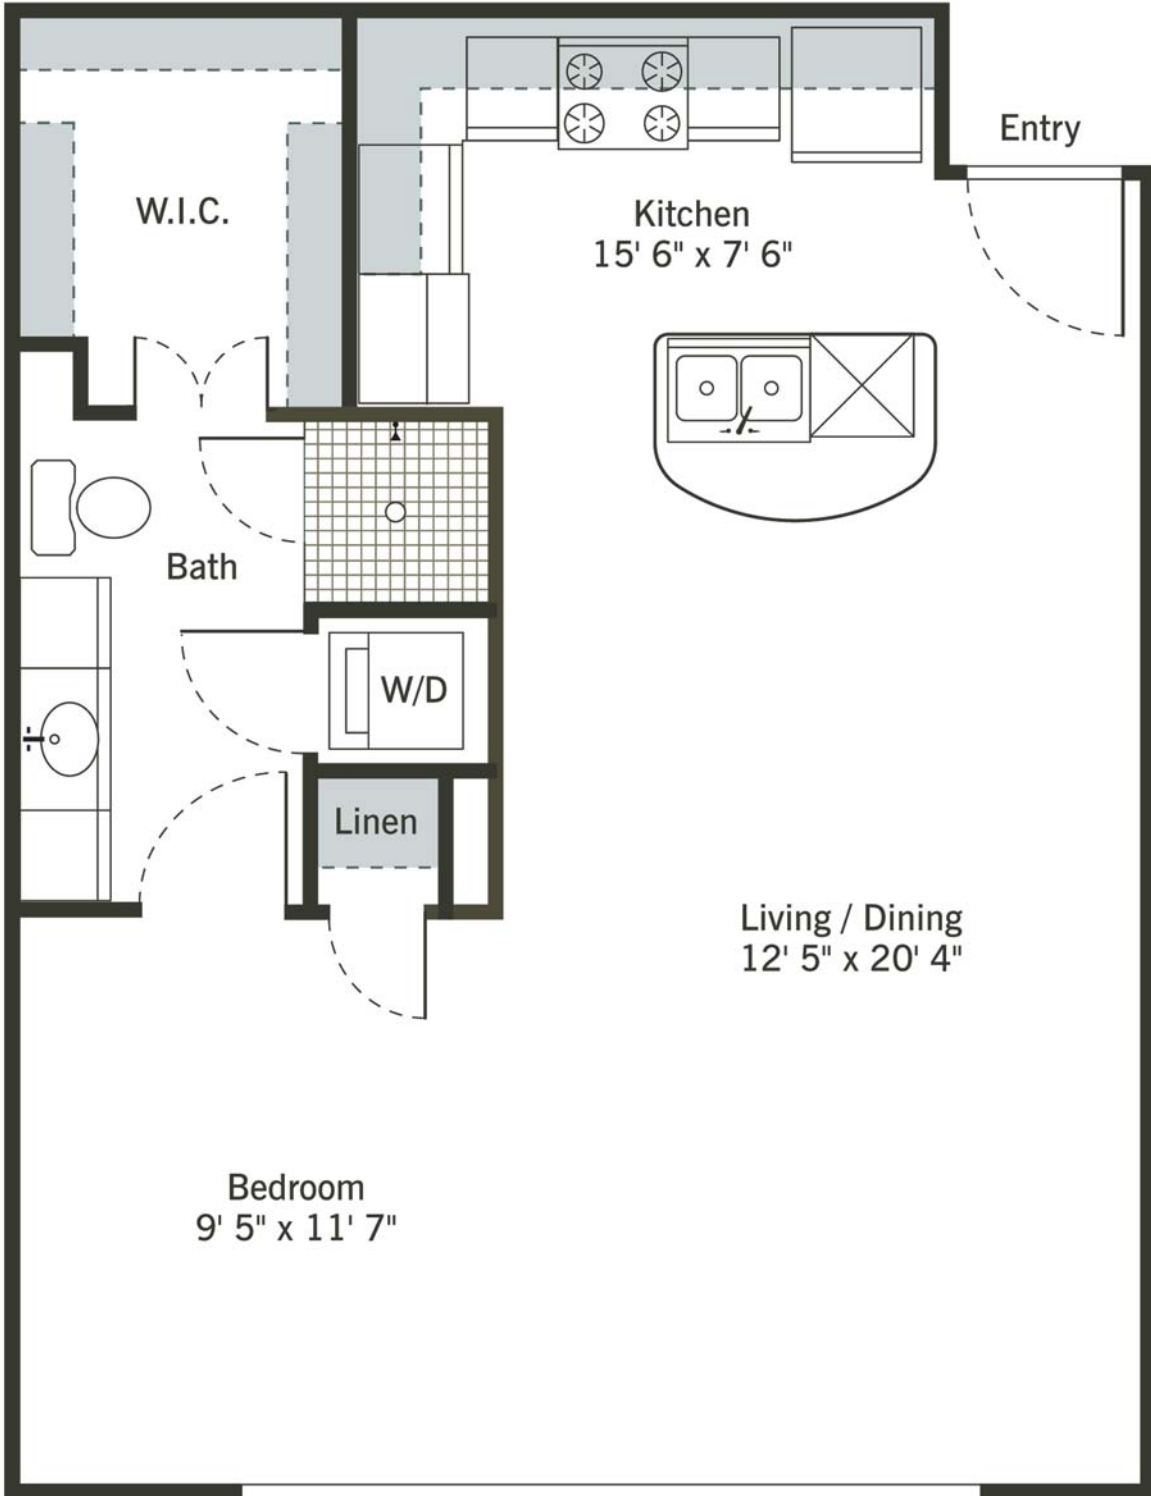 Entry
W.I.C.
Kitchen
15' 6" x 7' 6"
Bath
W/D
Linen
Living / Dining
12' 5" x 20' 4"
Bedroom
9' 5" x 11' 7"